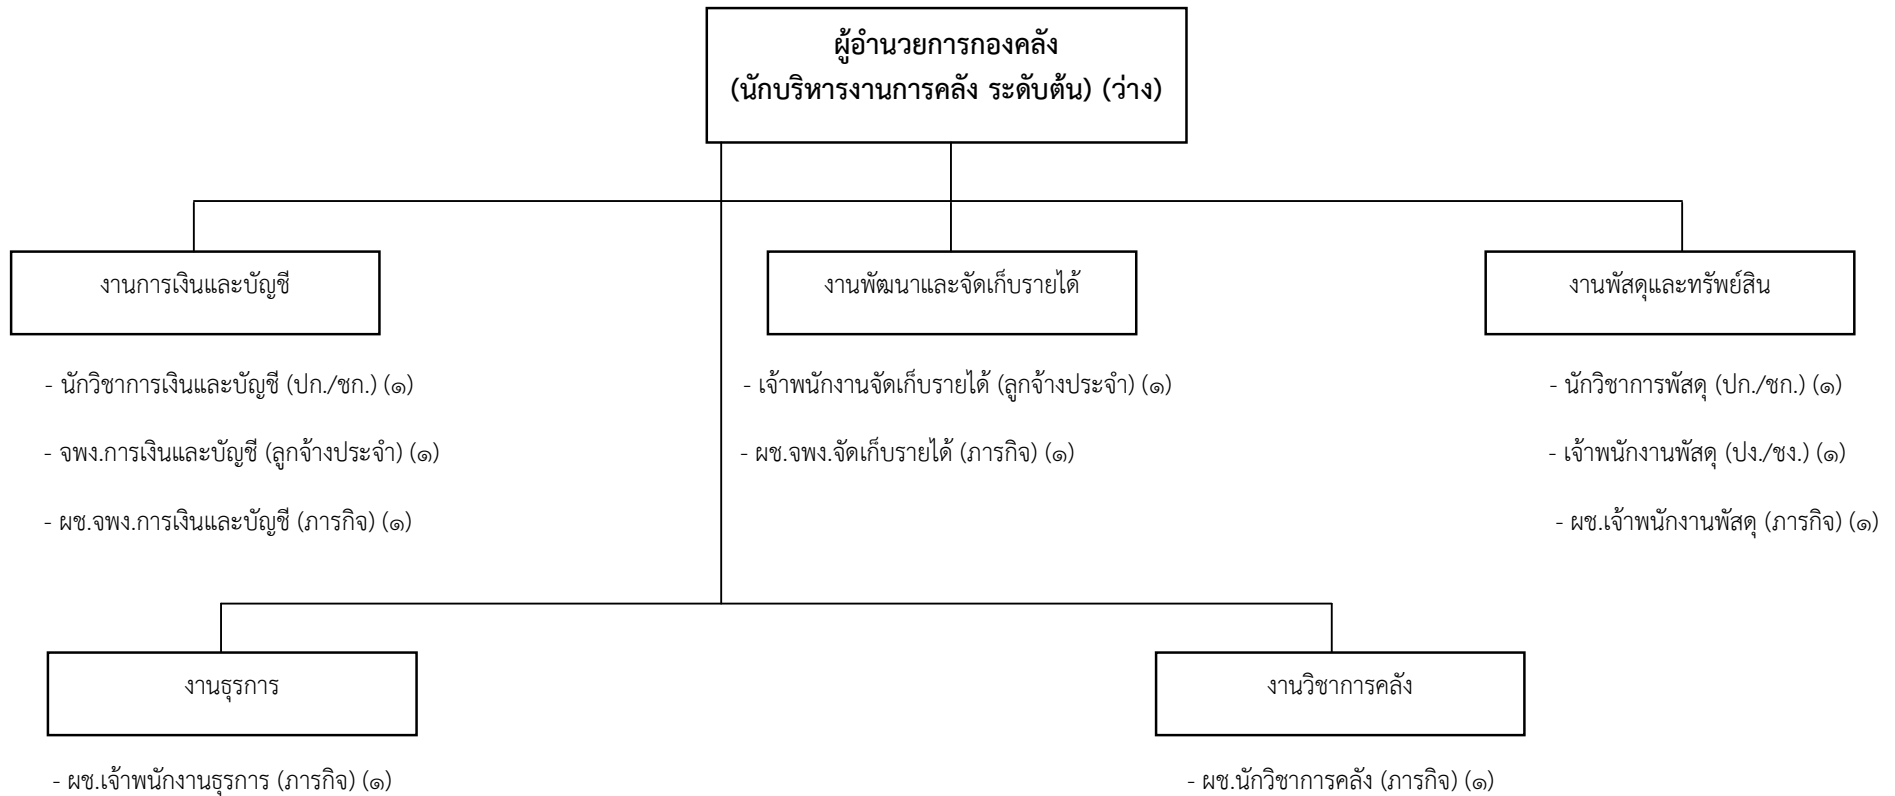 ผู้อำนวยการกองคลัง
(นักบริหารงานการคลัง ระดับต้น) (ว่าง)
งานการเงินและบัญชี
- นักวิชาการเงินและบัญชี (ปก./ชก.) (๑)
- จพง.การเงินและบัญชี (ลูกจ้างประจำ) (๑)
- ผช.จพง.การเงินและบัญชี (ภารกิจ) (๑)
งานพัฒนาและจัดเก็บรายได้
- เจ้าพนักงานจัดเก็บรายได้ (ลูกจ้างประจำ) (๑)
- ผช.จพง.จัดเก็บรายได้ (ภารกิจ) (๑)
งานพัสดุและทรัพย์สิน
- นักวิชาการพัสดุ (ปก./ชก.) (๑)
- เจ้าพนักงานพัสดุ (ปง./ชง.) (๑)
- ผช.เจ้าพนักงานพัสดุ (ภารกิจ) (๑)
งานธุรการ
- ผช.เจ้าพนักงานธุรการ (ภารกิจ) (๑)
งานวิชาการคลัง
- ผช.นักวิชาการคลัง (ภารกิจ) (๑)